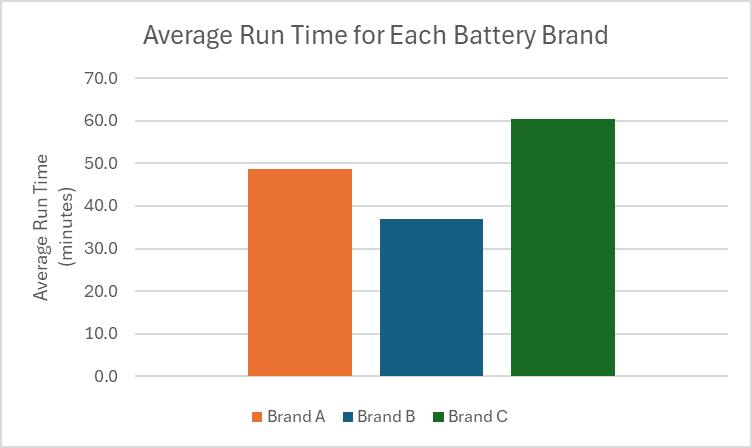 Average Run Time for Each Battery Brand
70.0
60.0
50.0
40.0
30.0
20.0
10.0
0.0
Average Run Time
(minutes)
Brand A Brand B Brand C